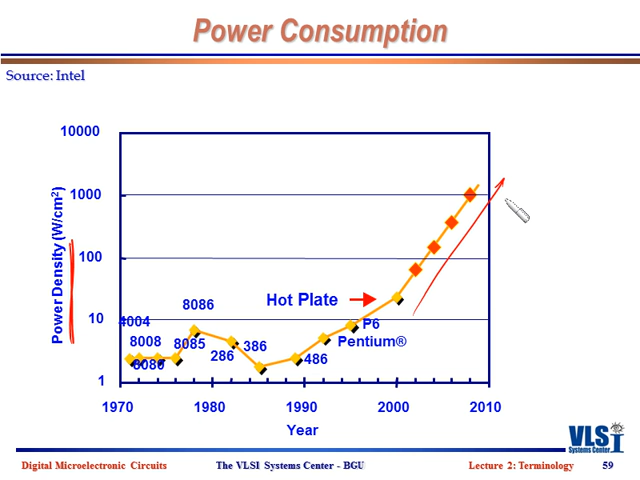 Power Consumption
Source: Intel
10000
1000
100
10
1
Power Density (W/cm2)
4004
8008
8080
8085
8086
286
386
486
Hot Plate
P6
Pentium®
1970
1980
1990
2000
2010
Year
VLSI
Systems Center
Digital Microelectronic Circuits
The VLSI Systems Center - BGU
Lecture 2: Terminology
59